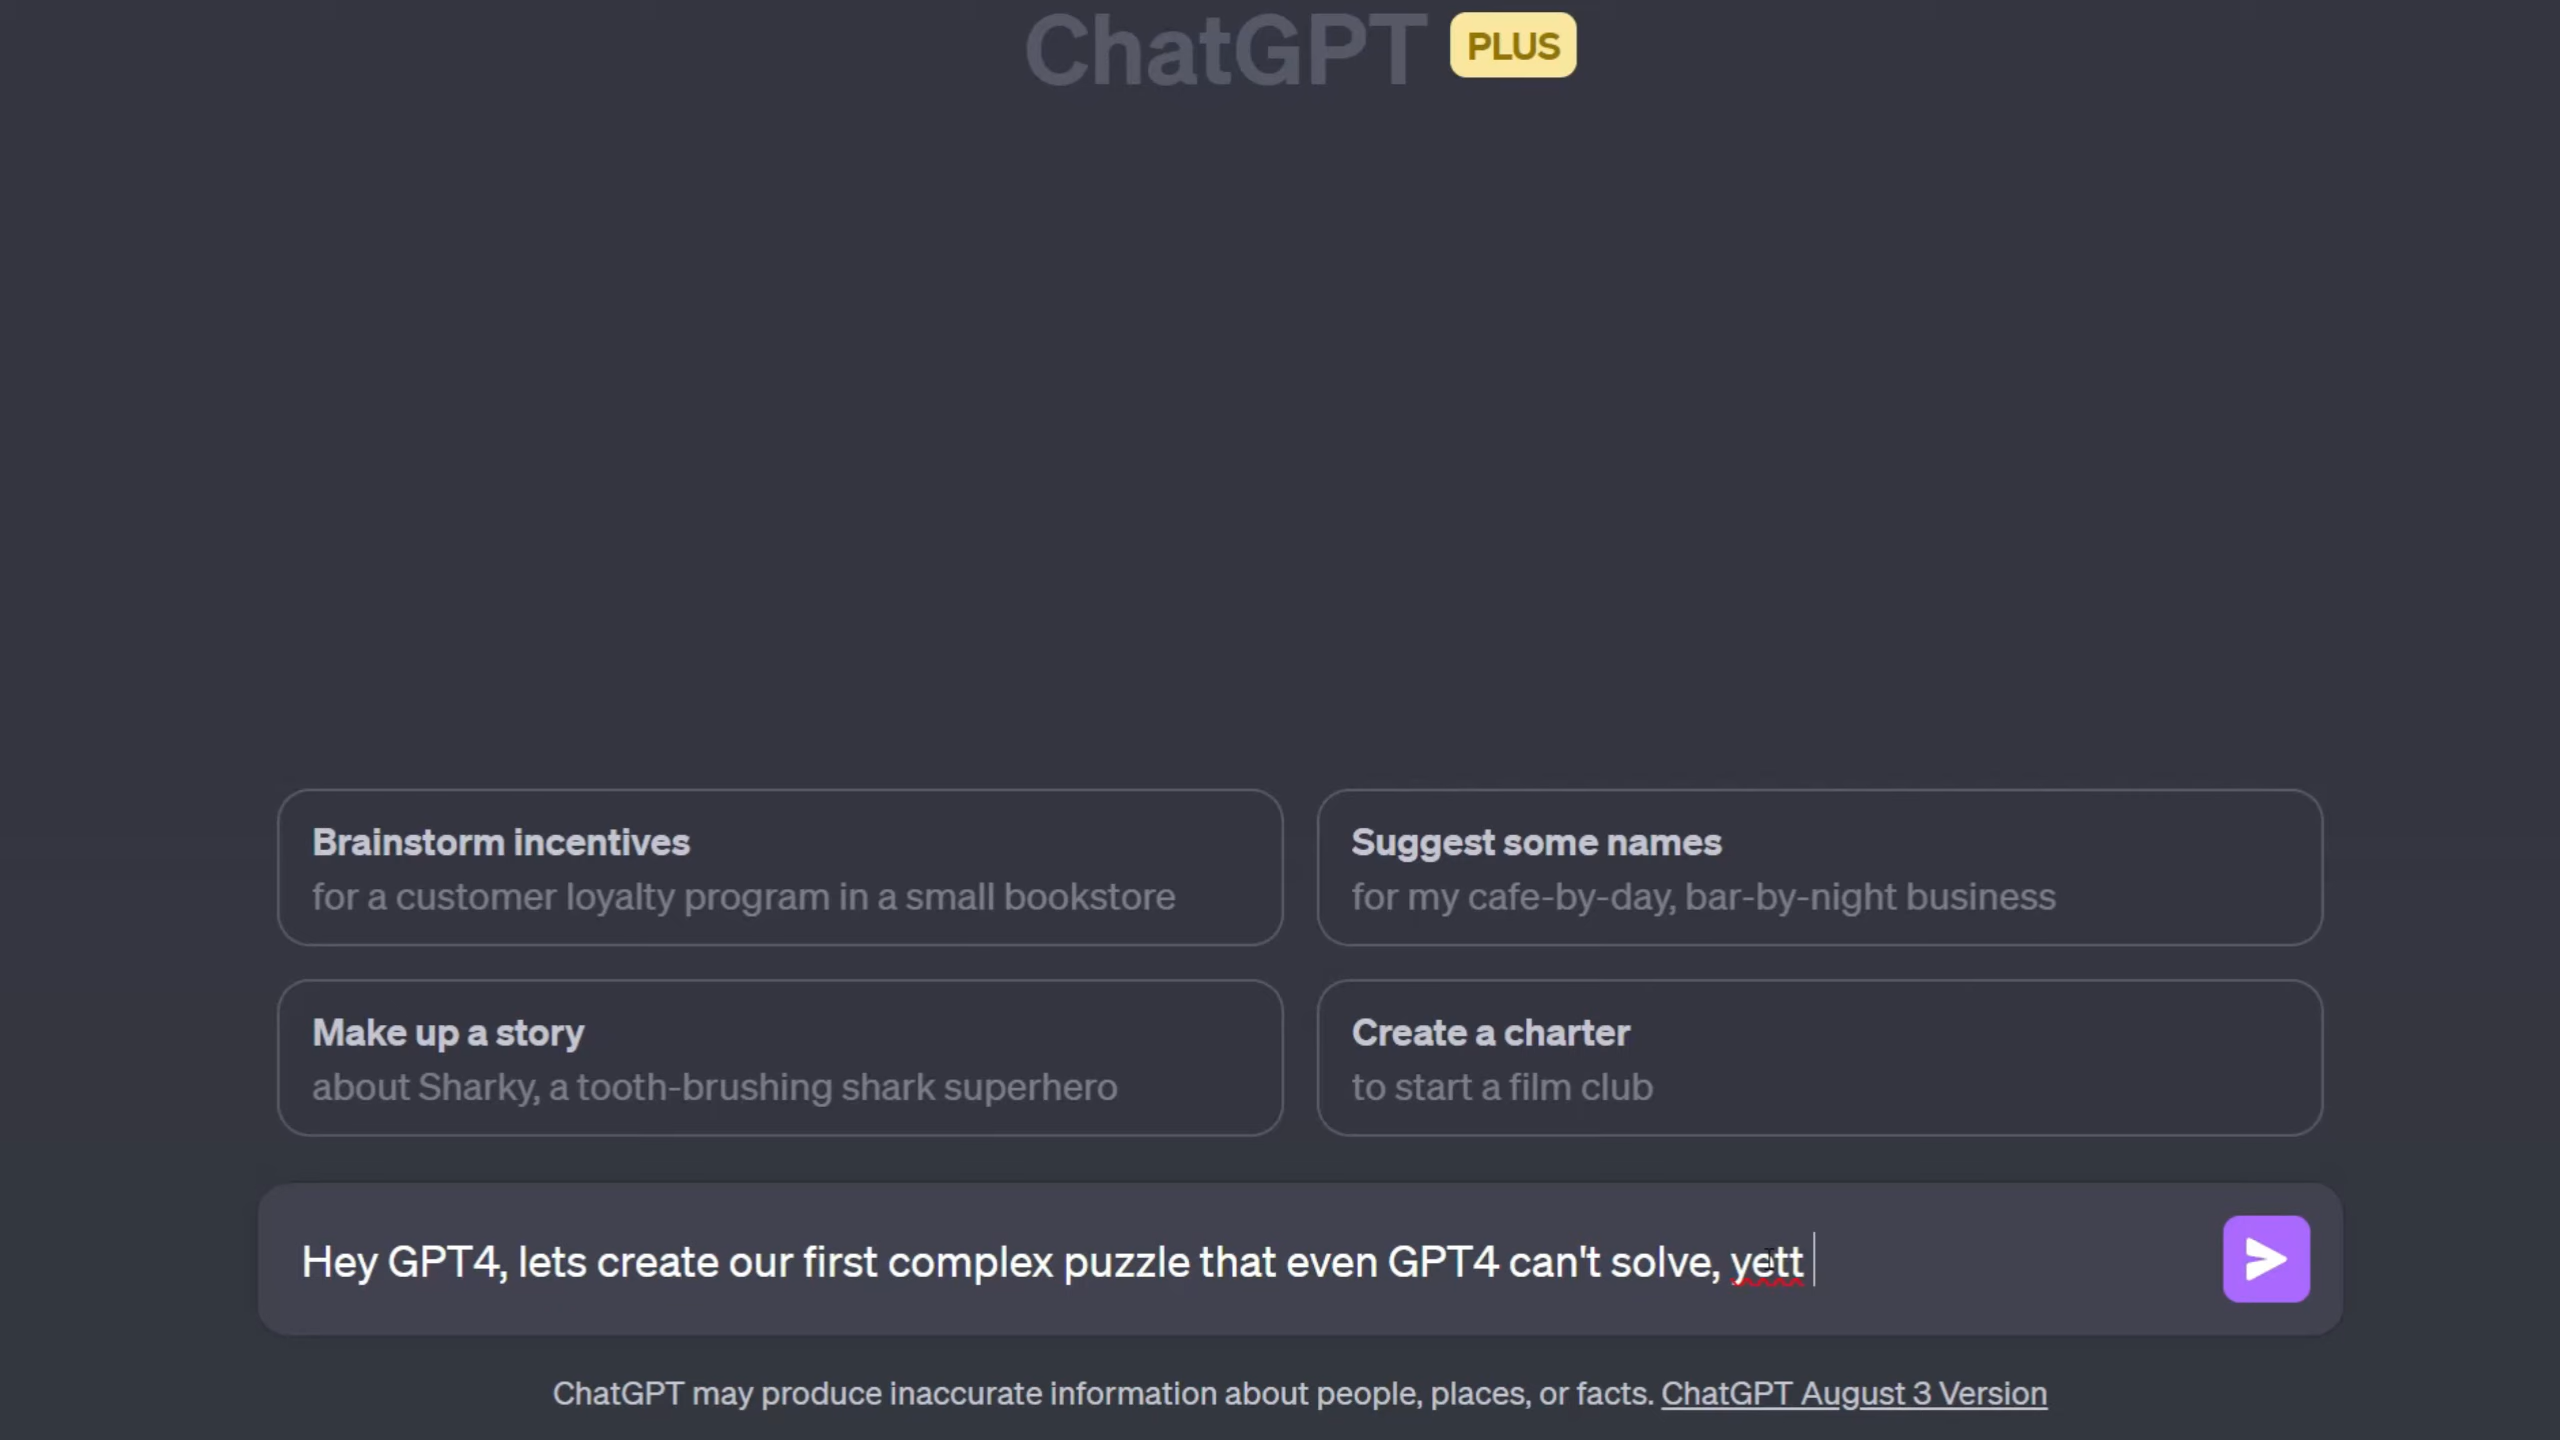 ChatGPT PLUS
Brainstorm incentives
for a customer loyalty program in a small bookstore
Suggest some names
for my cafe-by-day, bar-by-night business
Make up a story
about Sharky, a tooth-brushing shark superhero
Create a charter
to start a film club
Hey GPT4, lets create our first complex puzzle that even GPT4 can't solve, yett
ChatGPT may produce inaccurate information about people, places, or facts. ChatGPT August 3 Version